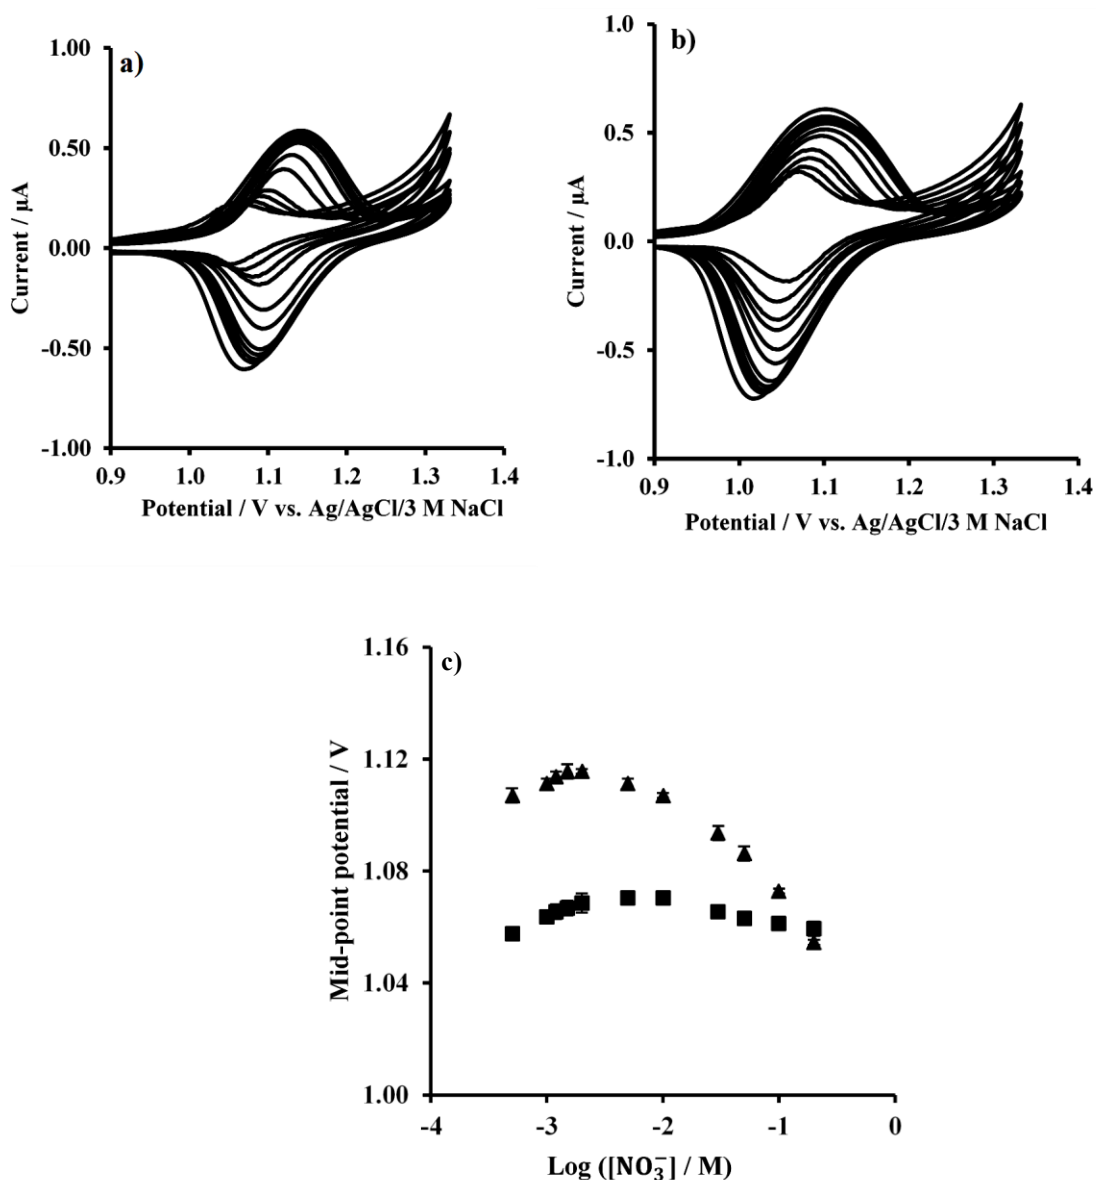 a)
1.00
0.50
0.00
-0.50
-1.00
Current / µA
0.9 1.0 1.1 1.2 1.3 1.4
Potential / V vs. Ag/AgCl/3 M NaCl
b)
1.0
0.5
0.0
-0.5
-1.0
Current / µA
0.9 1.0 1.1 1.2 1.3 1.4
Potential / V vs. Ag/AgCl/3 M NaCl
c)
1.16
1.12
1.08
1.04
1.00
Mid-point potential / V
-4 -3 -2 -1 0
Log ([NO₃⁻] / M)